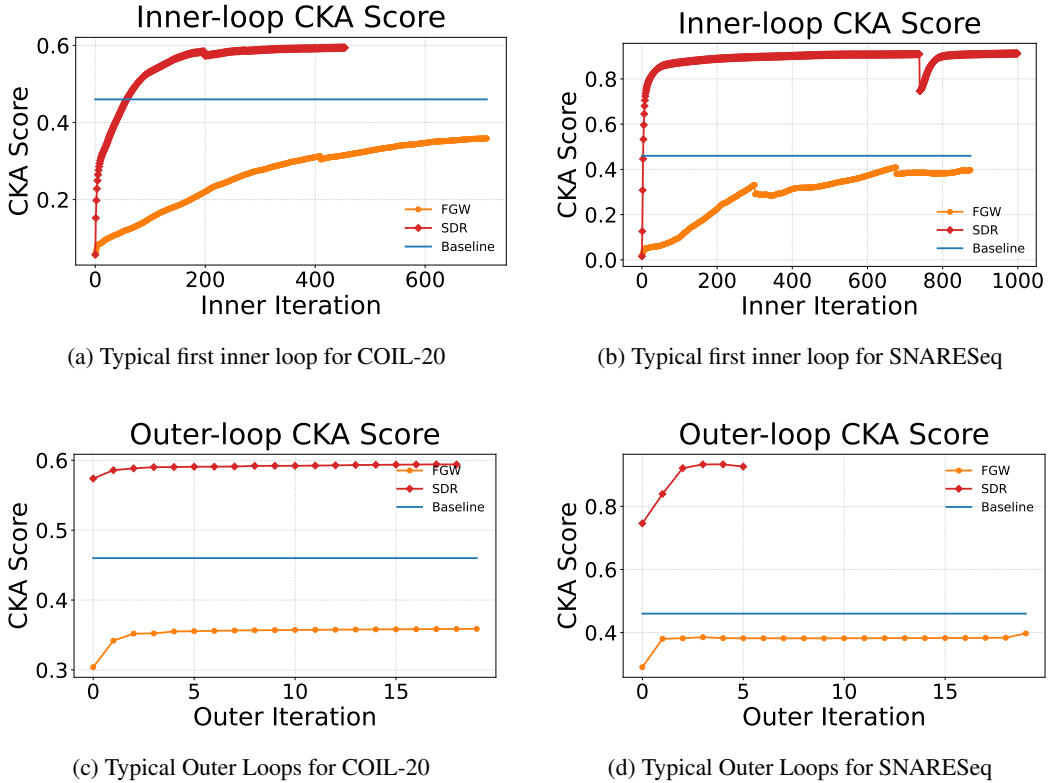 Inner-loop CKA Score
CKA Score
0.6
0.4
0.2
FGW
SDR
Baseline
0 200 400 600
Inner Iteration
(a) Typical first inner loop for COIL-20
Inner-loop CKA Score
CKA Score
0.8
0.6
0.4
0.2
0.0
FGW
SDR
Baseline
0 200 400 600 800 1000
Inner Iteration
(b) Typical first inner loop for SNARESeq
Outer-loop CKA Score
CKA Score
0.6
0.5
0.4
0.3
FGW
SDR
Baseline
0 5 10 15
Outer Iteration
(c) Typical Outer Loops for COIL-20
Outer-loop CKA Score
CKA Score
0.8
0.6
0.4
FGW
SDR
Baseline
0 5 10 15
Outer Iteration
(d) Typical Outer Loops for SNARESeq